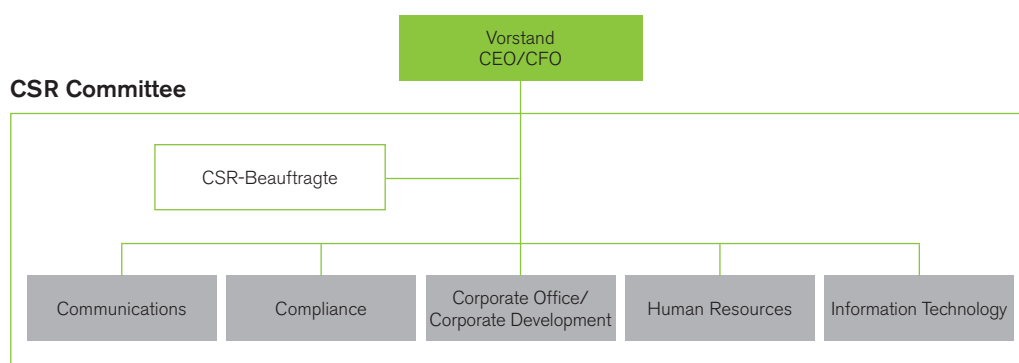 Vorstand
CEO/CFO
CSR Committee
CSR-Beauftragte
Communications
Compliance
Corporate Office/
Corporate Development
Human Resources
Information Technology